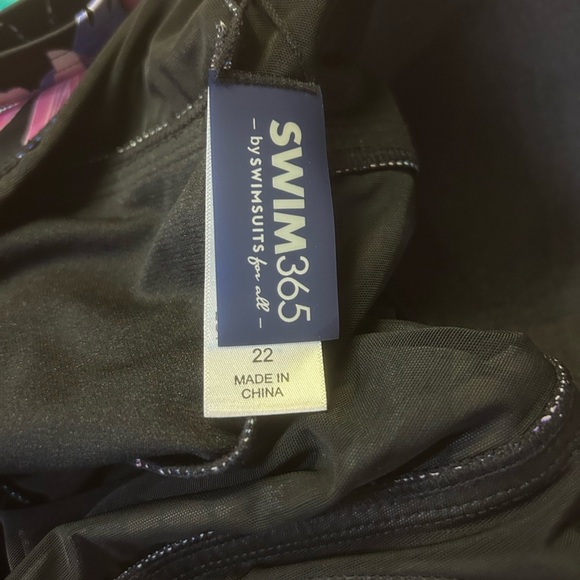 SWIM365
— by SWIMSUITS for all —
22
MADE IN
CHINA